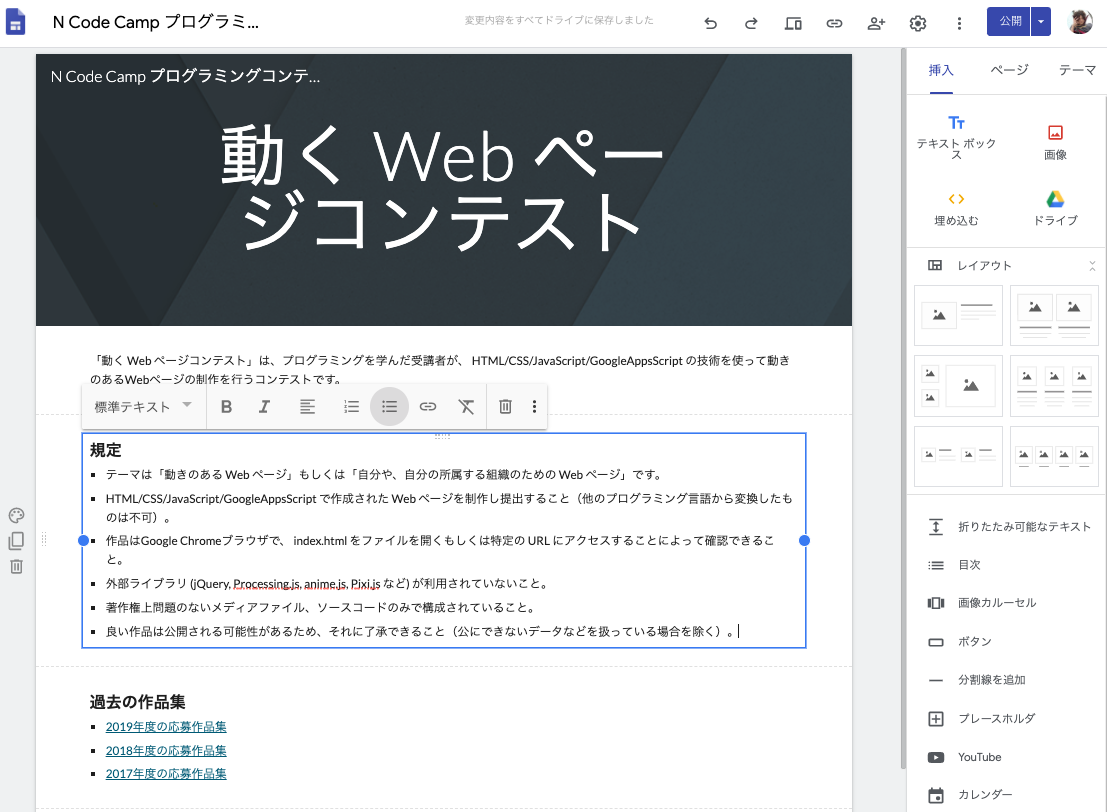 N Code Camp プログラミ...
変更内容をすべてドライブに保存しました
公開
N Code Camp プログラミングコンテ...
動く Web ペー
ジコンテスト
「動く Web ページコンテスト」は、プログラミングを学んだ受講者が、 HTML/CSS/JavaScript/GoogleAppsScript の技術を使って動き
のあるWebページの制作を行うコンテストです。
標準テキスト
B I
規定
テーマは「動きのある Web ページ」もしくは「自分や、自分の所属する組織のための Web ページ」です。
HTML/CSS/JavaScript/GoogleAppsScript で作成された Web ページを制作し提出すること（他のプログラミング言語から変換したも
のは不可）。
作品はGoogle Chromeブラウザで、 index.html をファイルを開くもしくは特定の URL にアクセスすることによって確認できるこ
と。
外部ライブラリ (jQuery, Processing.js, anime.js, Pixi.js など) が利用されていないこと。
著作権上問題のないメディアファイル、ソースコードのみで構成されていること。
良い作品は公開される可能性があるため、それに了承できること（公にできないデータなどを扱っている場合を除く）。
過去の作品集
2019年度の応募作品集
2018年度の応募作品集
2017年度の応募作品集
挿入 ページ テーマ
Tт
テキスト ボック
ス
画像
埋め込む
ドライブ
レイアウト
折りたたみ可能なテキスト
目次
画像カルーセル
ボタン
分割線を追加
プレースホルダ
YouTube
カレンダー